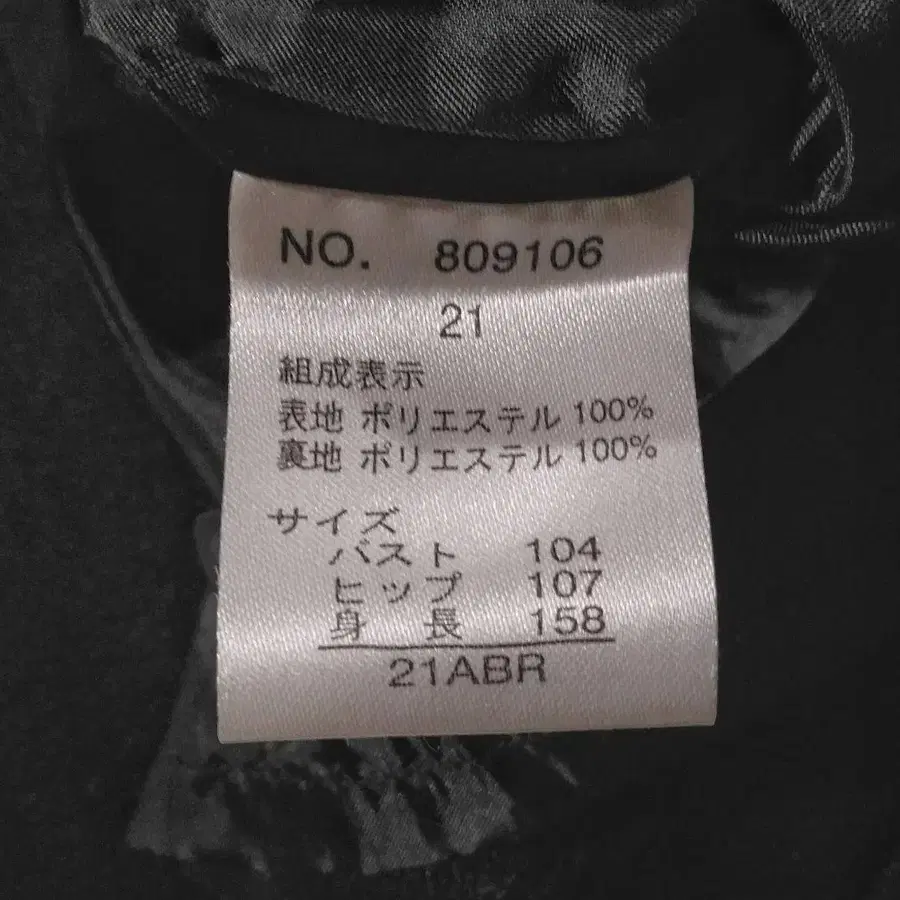 NO. 809106
21
組成表示
表地 ポリエステル 100%
裏地 ポリエステル 100%
サイズ
バスト 104
ヒップ 107
身長 158
21ABR